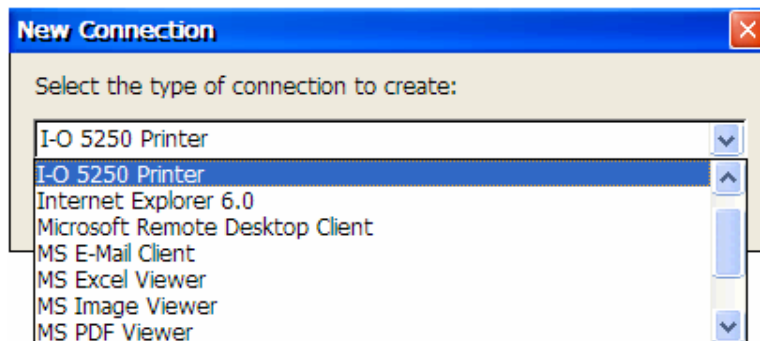 New Connection
Select the type of connection to create:
I-O 5250 Printer
I-O 5250 Printer
Internet Explorer 6.0
Microsoft Remote Desktop Client
MS E-Mail Client
MS Excel Viewer
MS Image Viewer
MS PDF Viewer